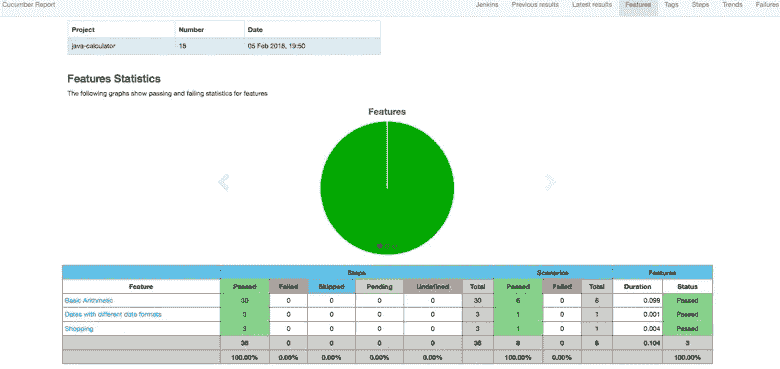 Cucumber Report Jenkins Previous results Latest results Features Tags Steps Trends Failures
Project Number Date
java-calculator 05 Feb 2018, 19:50
Features Statistics
The following graphs show passing and failing statistics for features
Features
Steps Scenarios Features
Feature Passed Failed Skipped Pending Undefined Total Passed Failed Total Duration Status
Basic Arithmetic 30 0 0 0 0 30 6 0 6 0.099 Passed
Dates with different date formats 3 0 0 0 0 3 1 0 1 0.001 Passed
Shopping 3 0 0 0 0 3 1 0 1 0.004 Passed
36 0 0 0 0 36 8 0 8 0.104 3
100.00% 0.00% 0.00% 0.00% 0.00% 100.00% 0.00% 100.00%